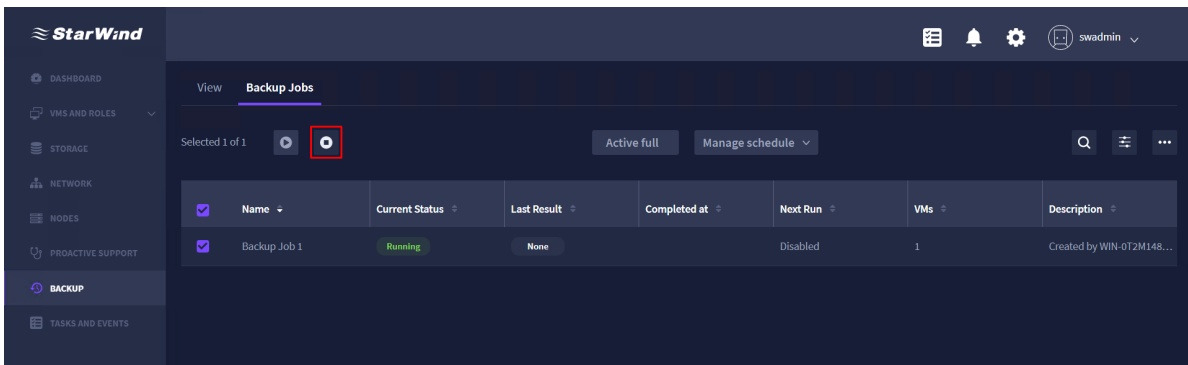 StarWind
swadmin
DASHBOARD
VMS AND ROLES
STORAGE
NETWORK
NODES
PROACTIVE SUPPORT
BACKUP
TASKS AND EVENTS
View Backup Jobs
Selected 1 of 1 Active full Manage schedule
Name Current Status Last Result Completed at Next Run VMs Description
Backup Job 1 Running None Disabled 1 Created by WIN-0T2M148...